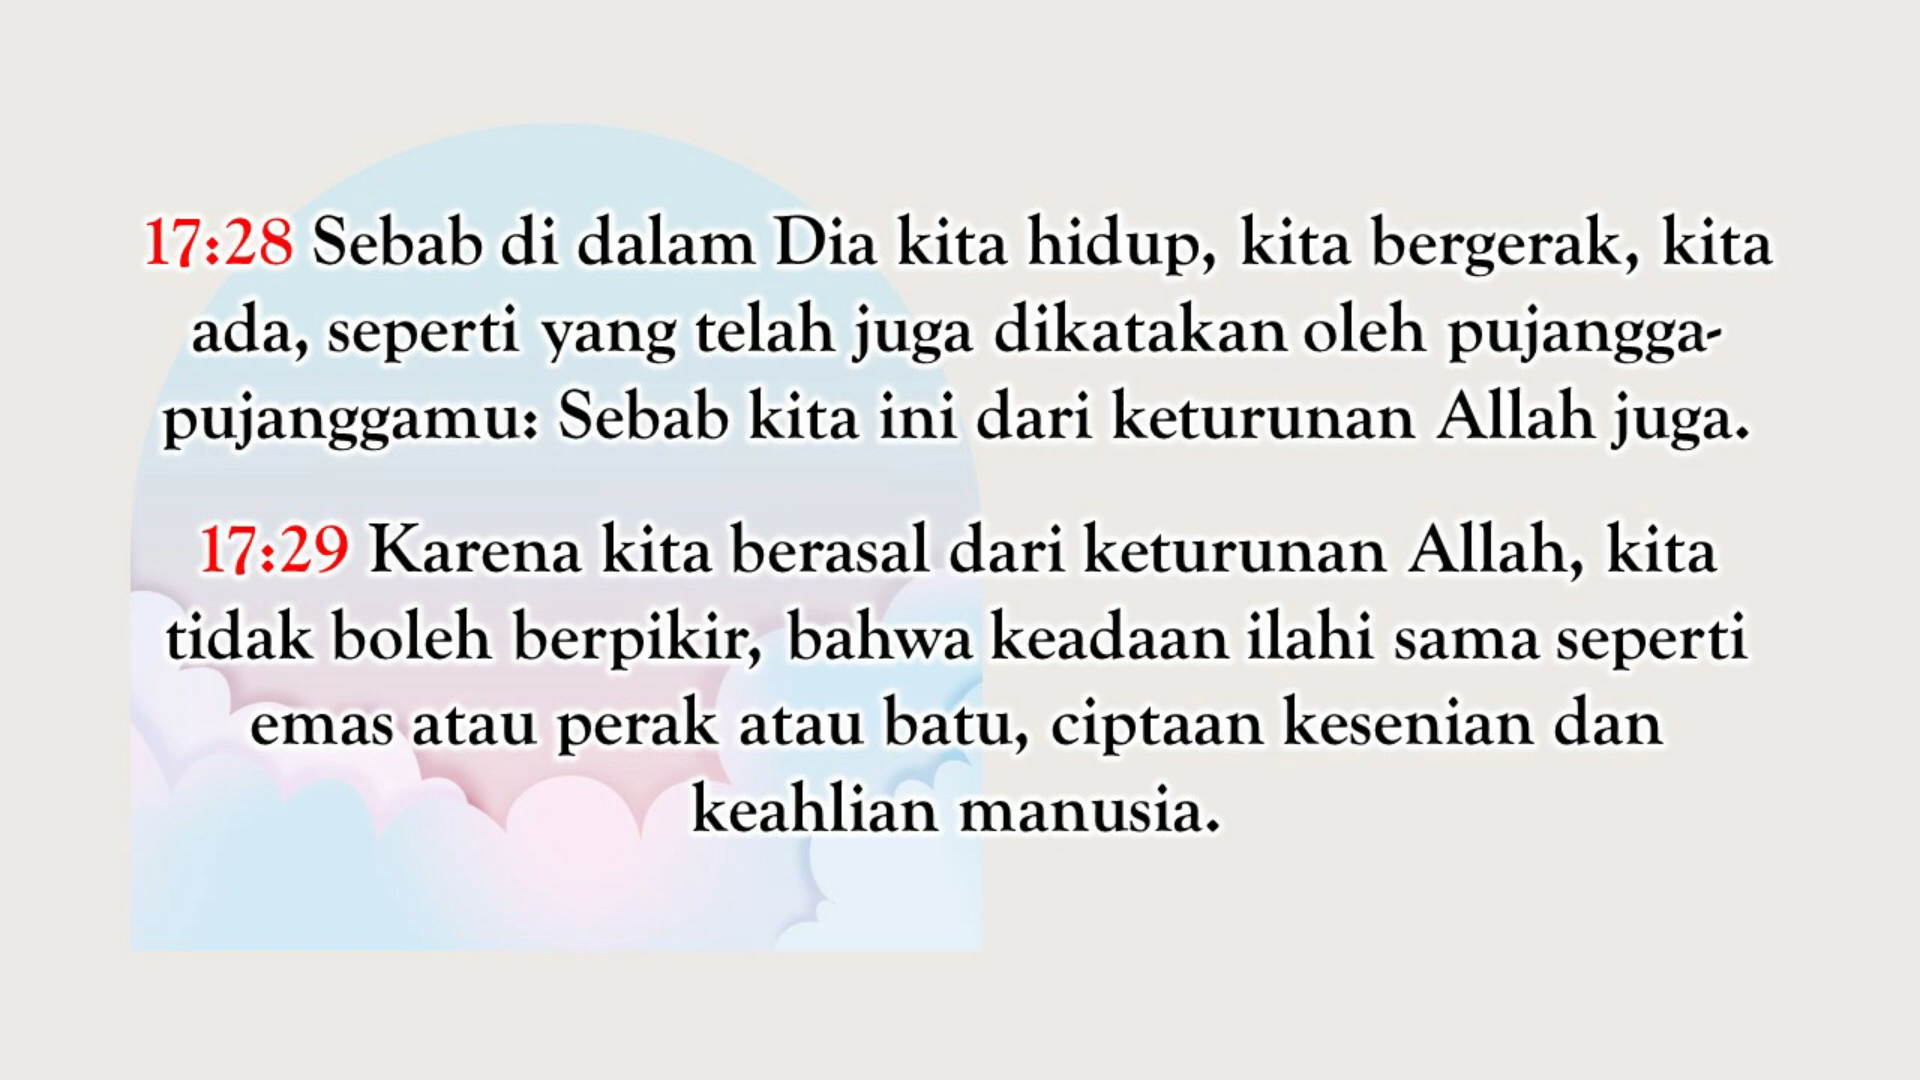 17:28 Sebab di dalam Dia kita hidup, kita bergerak, kita
ada, seperti yang telah juga dikatakan oleh pujangga-
pujanggamu: Sebab kita ini dari keturunan Allah juga.
17:29 Karena kita berasal dari keturunan Allah, kita
tidak boleh berpikir, bahwa keadaan ilahi sama seperti
emas atau perak atau batu, ciptaan kesenian dan
keahlian manusia.